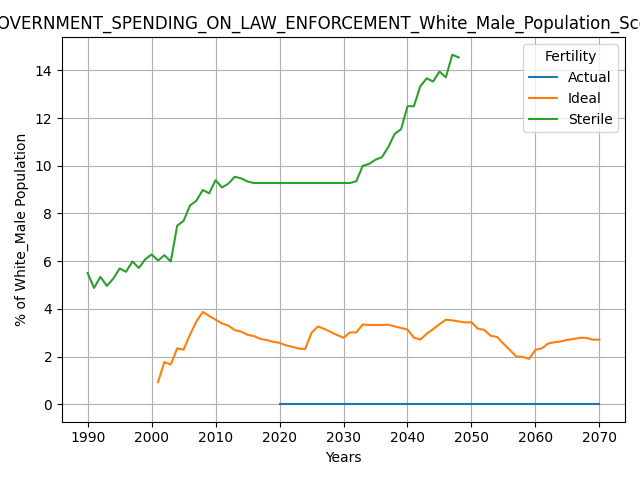 OVERNMENT_SPENDING_ON_LAW_ENFORCEMENT_White_Male_Population_Sc
Fertility
Actual
Ideal
Sterile
% of White_Male Population
14
12
10
8
6
4
2
0
1990 2000 2010 2020 2030 2040 2050 2060 2070
Years